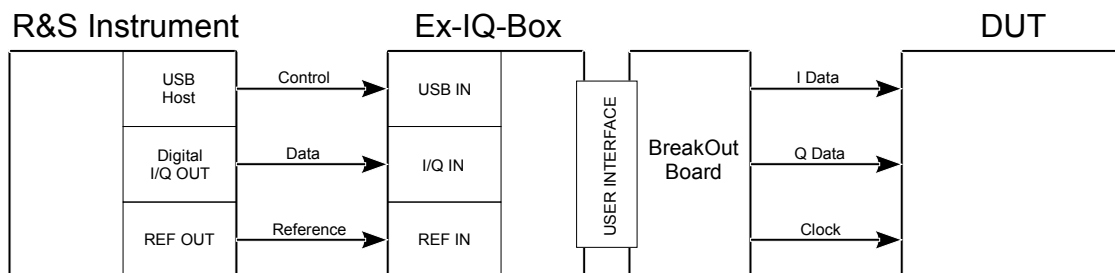 R&S Instrument
Ex-IQ-Box
DUT
USB
Host
Control
USB IN
I Data
Digital
I/Q OUT
Data
I/Q IN
USER INTERFACE
BreakOut
Board
Q Data
REF OUT
Reference
REF IN
Clock